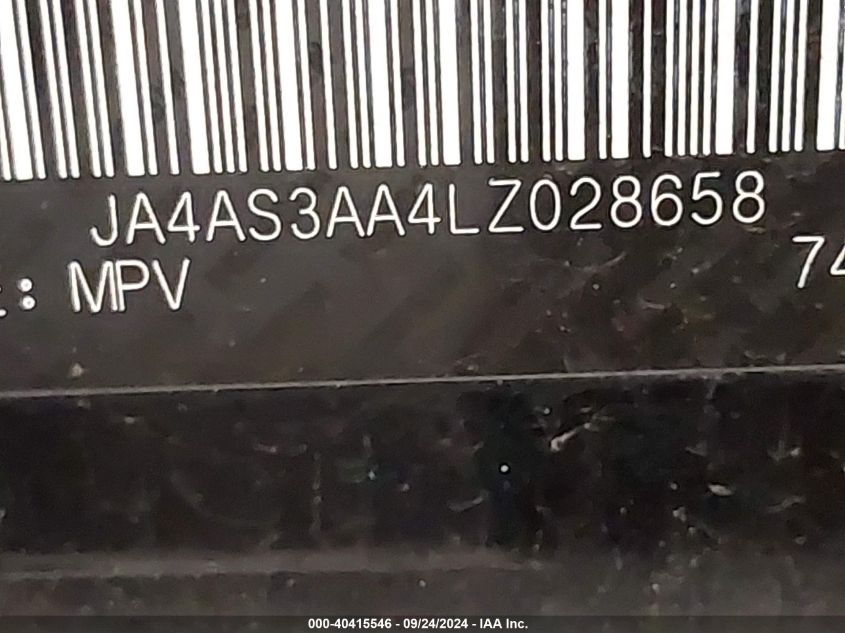 JA4AS3AA4LZ028658
: MPV 74
000-40415546 - 09/24/2024 - IAA Inc.